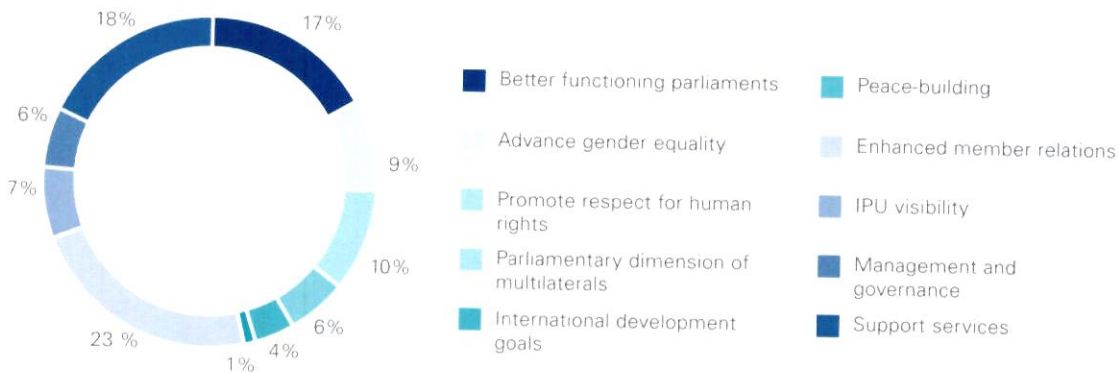 18%
17%
6%
9%
7%
10%
23 %
6%
4%
1%
Better functioning parliaments
Advance gender equality
Promote respect for human
rights
Parliamentary dimension of
multilaterals
International development
goals
Peace-building
Enhanced member relations
IPU visibility
Management and
governance
Support services